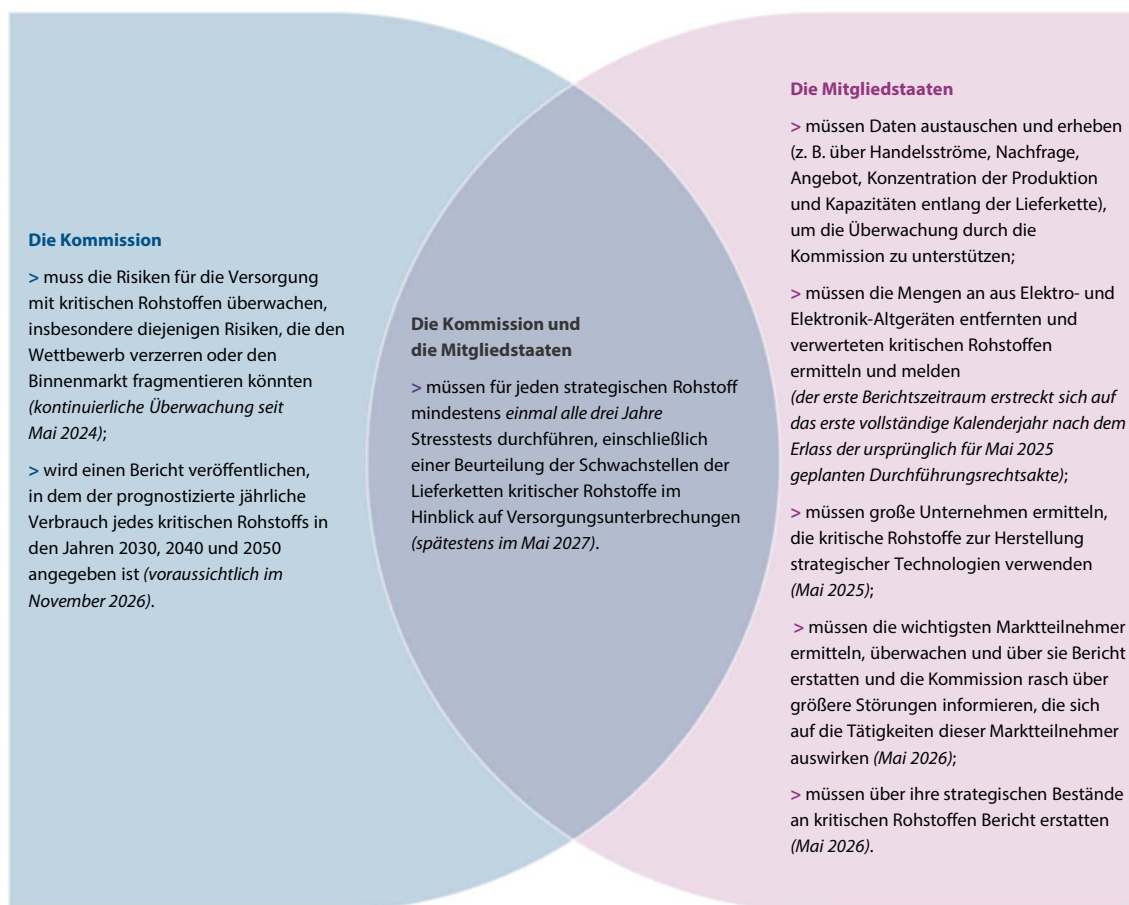 Die Kommission
> muss die Risiken für die Versorgung
mit kritischen Rohstoffen überwachen,
insbesondere diejenigen Risiken, die den
Wettbewerb verzerren oder den
Binnenmarkt fragmentieren könnten
(kontinuierliche Überwachung seit
Mai 2024);
> wird einen Bericht veröffentlichen,
in dem der prognostizierte jährliche
Verbrauch jedes kritischen Rohstoffs in
den Jahren 2030, 2040 und 2050
angegeben ist (voraussichtlich im
November 2026).
Die Kommission und
die Mitgliedstaaten
> müssen für jeden strategischen Rohstoff
mindestens einmal alle drei Jahre
Stresstests durchführen, einschließlich
einer Beurteilung der Schwachstellen der
Lieferketten kritischer Rohstoffe im
Hinblick auf Versorgungsunterbrechungen
(spätestens im Mai 2027).
Die Mitgliedstaaten
> müssen Daten austauschen und erheben
(z. B. über Handelsströme, Nachfrage,
Angebot, Konzentration der Produktion
und Kapazitäten entlang der Lieferkette),
um die Überwachung durch die
Kommission zu unterstützen;
> müssen die Mengen an aus Elektro- und
Elektronik-Altgeräten entfernten und
verwerteten kritischen Rohstoffen
ermitteln und melden
(der erste Berichtszeitraum erstreckt sich auf
das erste vollständige Kalenderjahr nach dem
Erlass der ursprünglich für Mai 2025
geplanten Durchführungsrechtsakte);
> müssen große Unternehmen ermitteln,
die kritische Rohstoffe zur Herstellung
strategischer Technologien verwenden
(Mai 2025);
> müssen die wichtigsten Marktteilnehmer
ermitteln, überwachen und über sie Bericht
erstatten und die Kommission rasch über
größere Störungen informieren, die sich
auf die Tätigkeiten dieser Marktteilnehmer
auswirken (Mai 2026);
> müssen über ihre strategischen Bestände
an kritischen Rohstoffen Bericht erstatten
(Mai 2026).